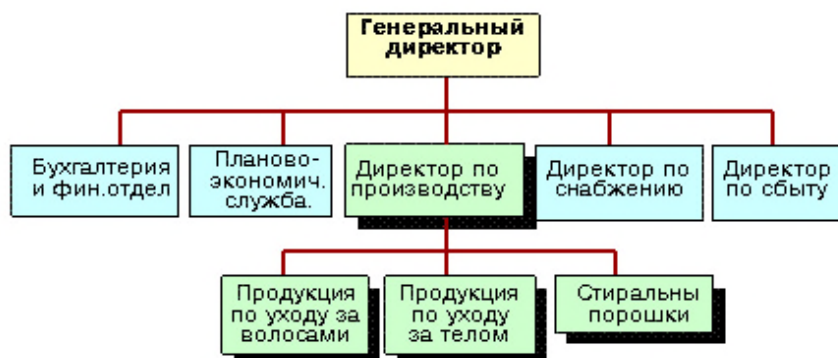 Генеральный
директор
Бухгалтерия
и фин.отдел
Планово-
экономич.
служба.
Директор по
производству
Директор по
снабжению
Директор
по сбыту
Продукция
по уходу за
волосами
Продукция
по уходу
за телом
Стиральны
порошки